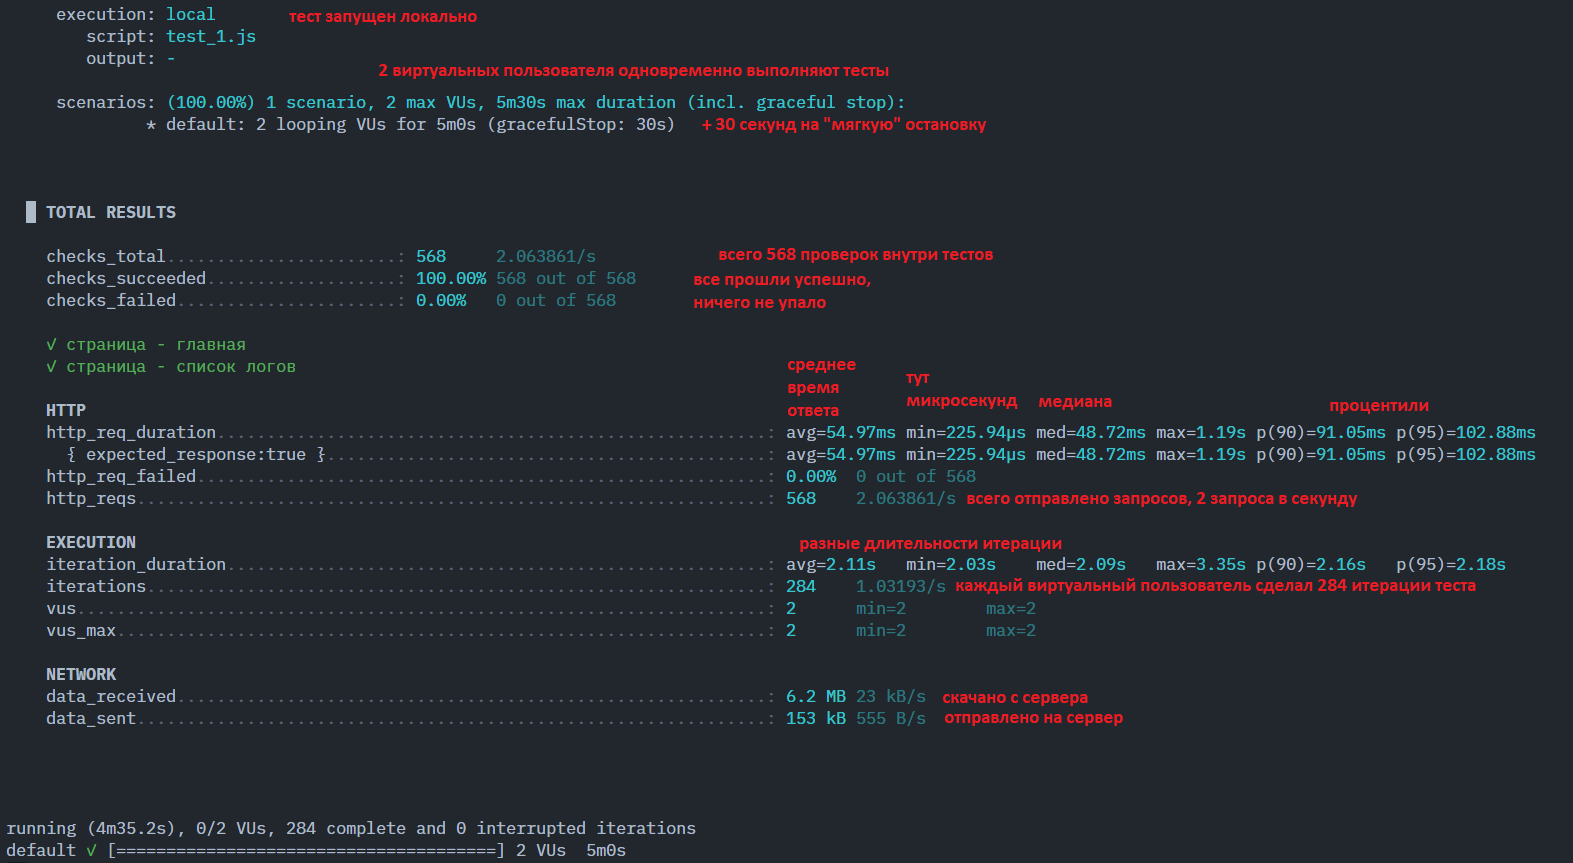 execution: local тест запущен локально
script: test_1.js
output: -
2 виртуальных пользователя одновременно выполняют тесты
scenarios: (100.00%) 1 scenario, 2 max VUs, 5m30s max duration (incl. graceful stop):
* default: 2 looping VUs for 5m0s (gracefulStop: 30s) + 30 секунд на "мягкую" остановку
TOTAL RESULTS
checks_total.......................: 568 2.063861/s всего 568 проверок внутри тестов
checks_succeeded...................: 100.00% 568 out of 568 все прошли успешно,
checks_failed......................: 0.00% 0 out of 568 ничего не упало
√ страница - главная
√ страница - список логов
среднее
время
ответа
тут
микросекунд
медиана
процентили
HTTP
http_req_duration.......................................................: avg=54.97ms min=225.94µs med=48.72ms max=1.19s p(90)=91.05ms p(95)=102.88ms
{ expected_response:true }............................................: avg=54.97ms min=225.94µs med=48.72ms max=1.19s p(90)=91.05ms p(95)=102.88ms
http_req_failed.........................................................: 0.00% 0 out of 568
http_reqs...............................................................: 568 2.063861/s всего отправлено запросов, 2 запроса в секунду
EXECUTION
разные длительности итерации
iteration_duration......................................................: avg=2.11s min=2.03s med=2.09s max=3.35s p(90)=2.16s p(95)=2.18s
iterations..............................................................: 284 1.03193/s каждый виртуальный пользователь сделал 284 итерации теста
vus.....................................................................: 2 min=2 max=2
vus_max.................................................................: 2 min=2 max=2
NETWORK
data_received...........................................................: 6.2 MB 23 kB/s скачано с сервера
data_sent...............................................................: 153 kB 555 B/s отправлено на сервер
running (4m35.2s), 0/2 VUs, 284 complete and 0 interrupted iterations
default √ [======================================] 2 VUs 5m0s